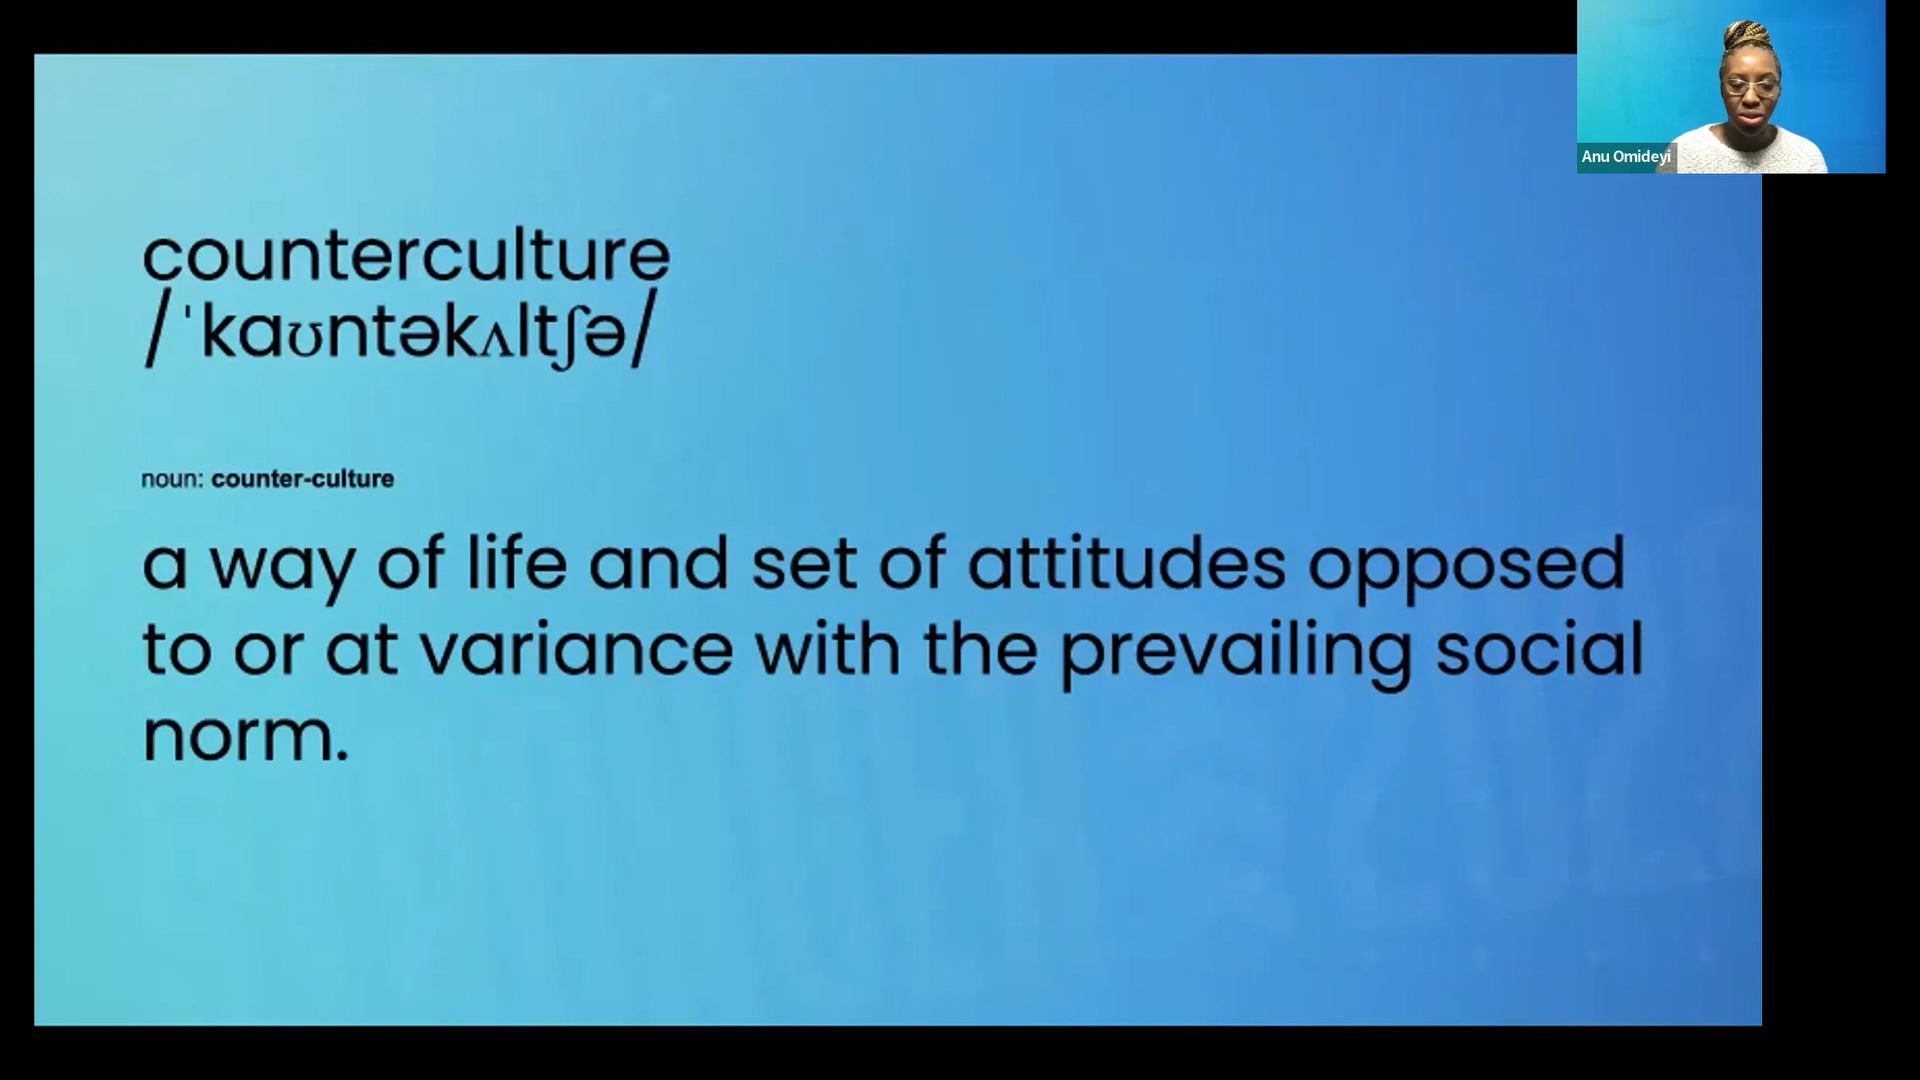 counterculture
/ˈkaʊntəkʌltʃə/
noun: counter-culture
a way of life and set of attitudes opposed
to or at variance with the prevailing social
norm.
Anu Omideyi